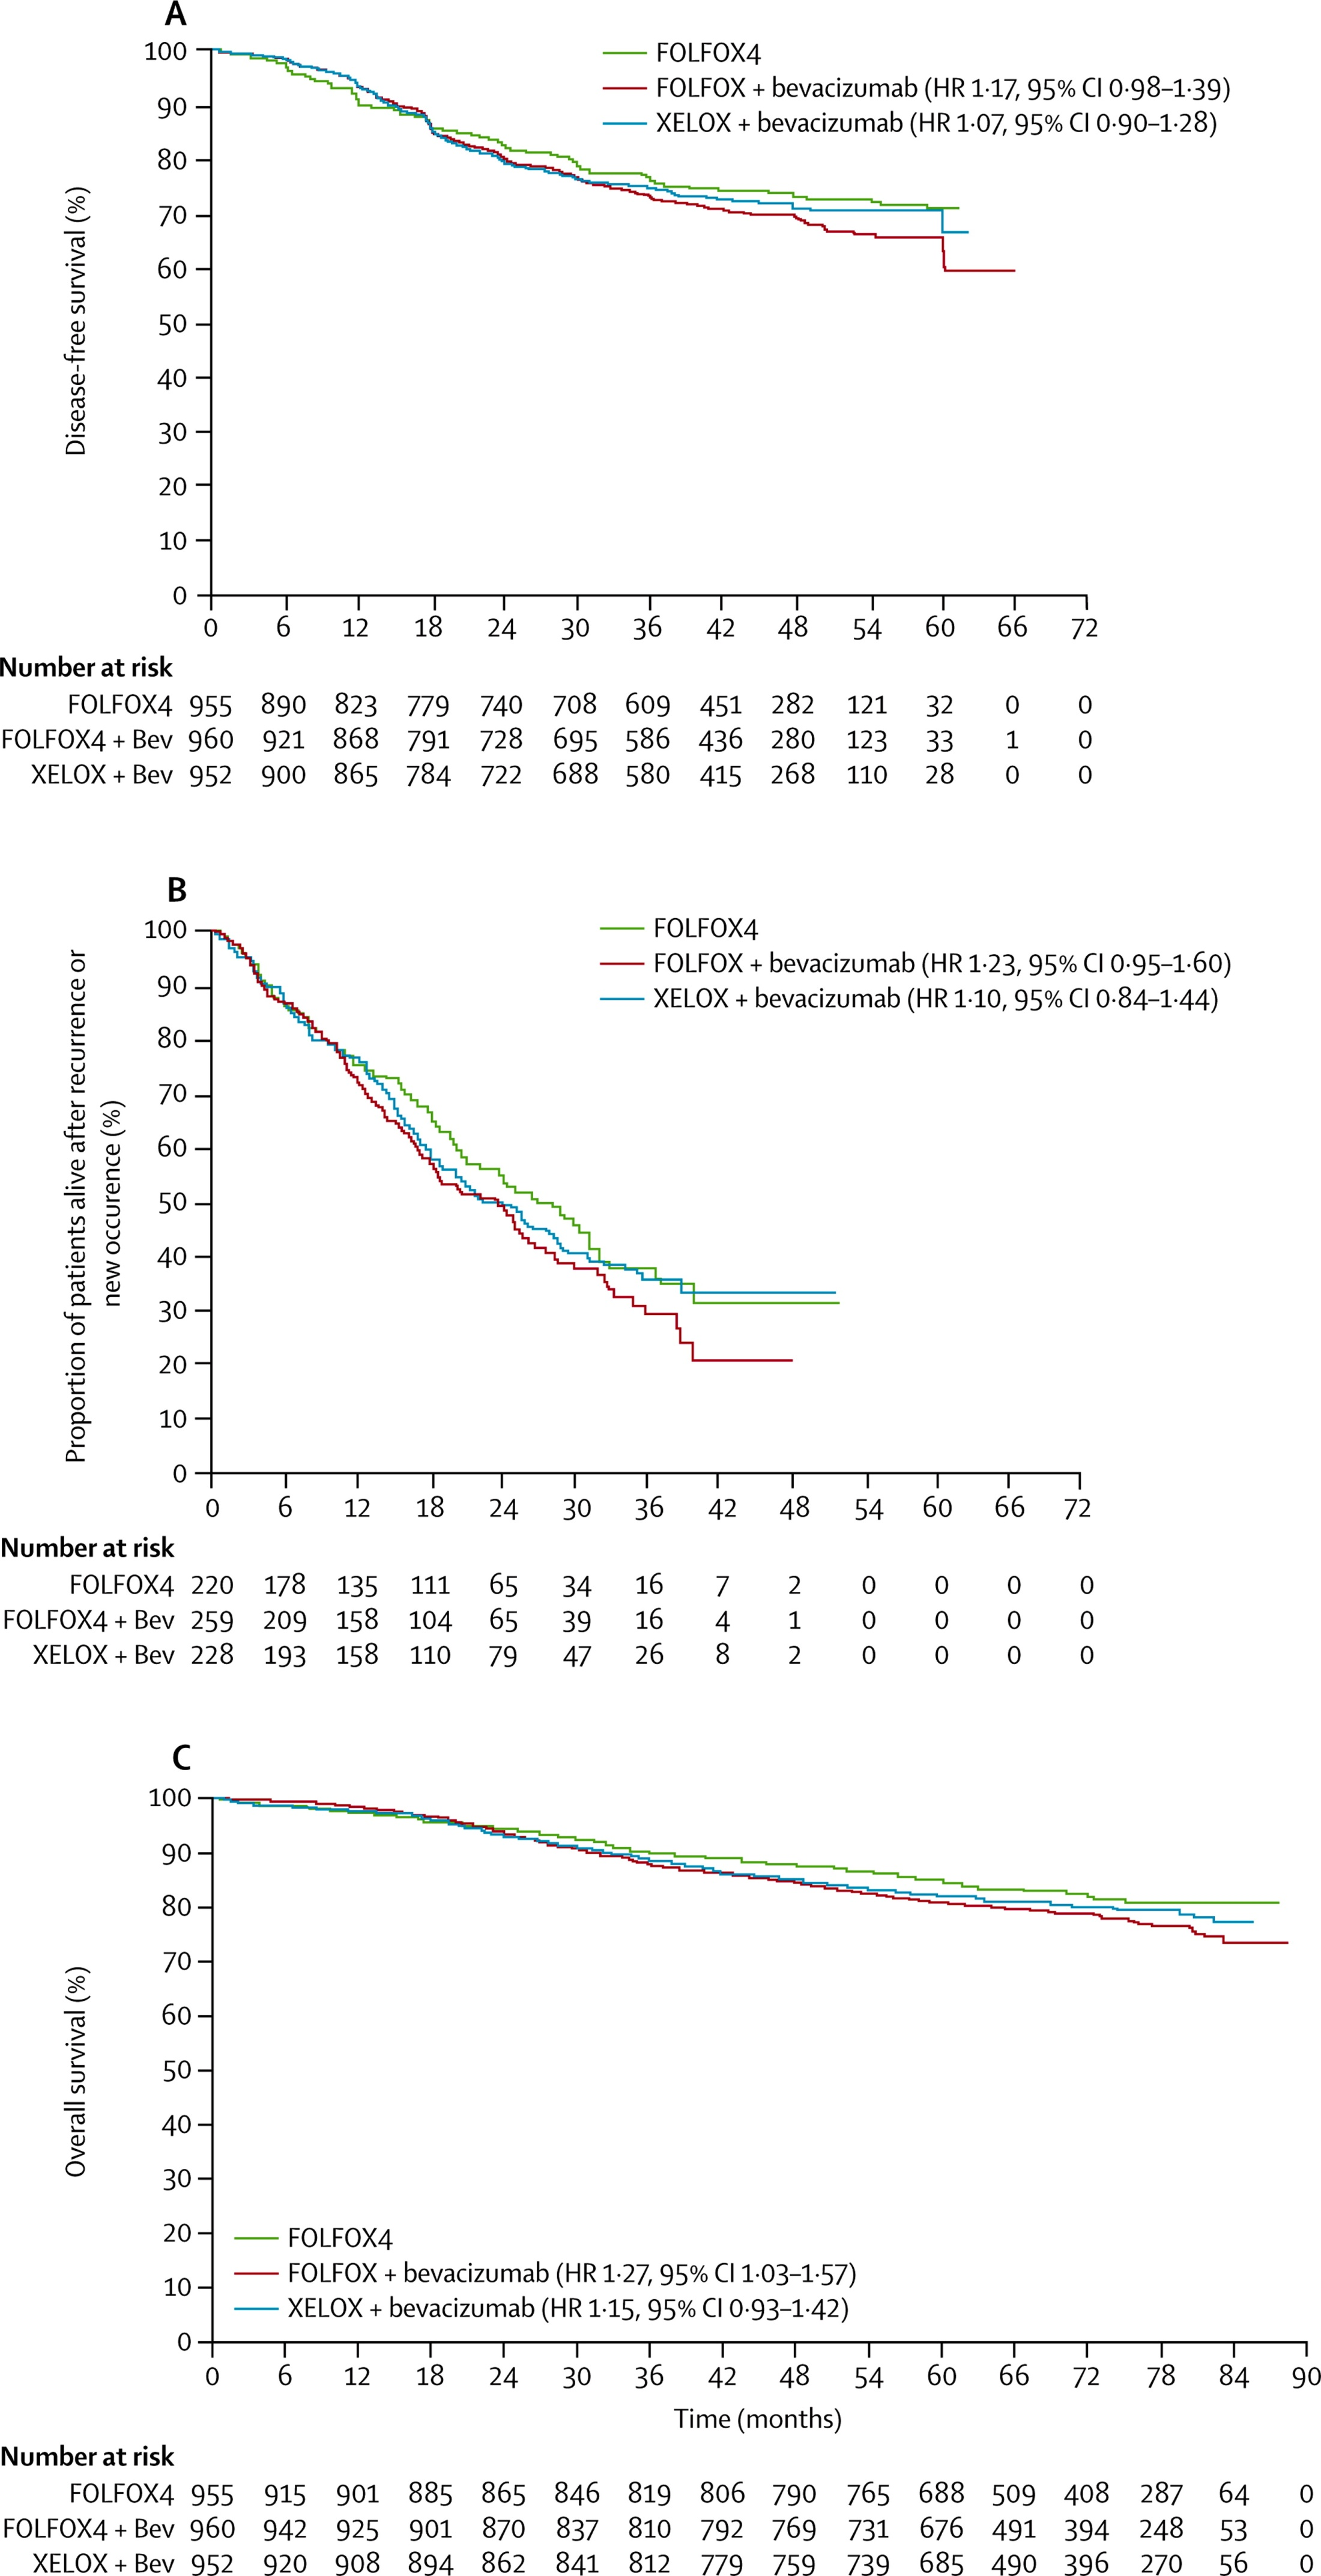 A
100
90
80
70
60
50
40
30
20
10
0
Disease-free survival (%)
FOLFOX4
FOLFOX + bevacizumab (HR 1·17, 95% CI 0·98–1·39)
XELOX + bevacizumab (HR 1·07, 95% CI 0·90–1·28)
0 6 12 18 24 30 36 42 48 54 60 66 72
Number at risk
FOLFOX4 955 890 823 779 740 708 609 451 282 121 32 0 0
FOLFOX4 + Bev 960 921 868 791 728 695 586 436 280 123 33 1 0
XELOX + Bev 952 900 865 784 722 688 580 415 268 110 28 0 0
B
100
90
80
70
60
50
40
30
20
10
0
Proportion of patients alive after recurrence or
new occurence (%)
FOLFOX4
FOLFOX + bevacizumab (HR 1·23, 95% CI 0·95–1·60)
XELOX + bevacizumab (HR 1·10, 95% CI 0·84–1·44)
0 6 12 18 24 30 36 42 48 54 60 66 72
Number at risk
FOLFOX4 220 178 135 111 65 34 16 7 2 0 0 0 0
FOLFOX4 + Bev 259 209 158 104 65 39 16 4 1 0 0 0 0
XELOX + Bev 228 193 158 110 79 47 26 8 2 0 0 0 0
C
100
90
80
70
60
50
40
30
20
10
0
Overall survival (%)
FOLFOX4
FOLFOX + bevacizumab (HR 1·27, 95% CI 1·03–1·57)
XELOX + bevacizumab (HR 1·15, 95% CI 0·93–1·42)
0 6 12 18 24 30 36 42 48 54 60 66 72 78 84 90
Time (months)
Number at risk
FOLFOX4 955 915 901 885 865 846 819 806 790 765 688 509 408 287 64 0
FOLFOX4 + Bev 960 942 925 901 870 837 810 792 769 731 676 491 394 248 53 0
XELOX + Bev 952 920 908 894 862 841 812 779 759 739 685 490 396 270 56 0